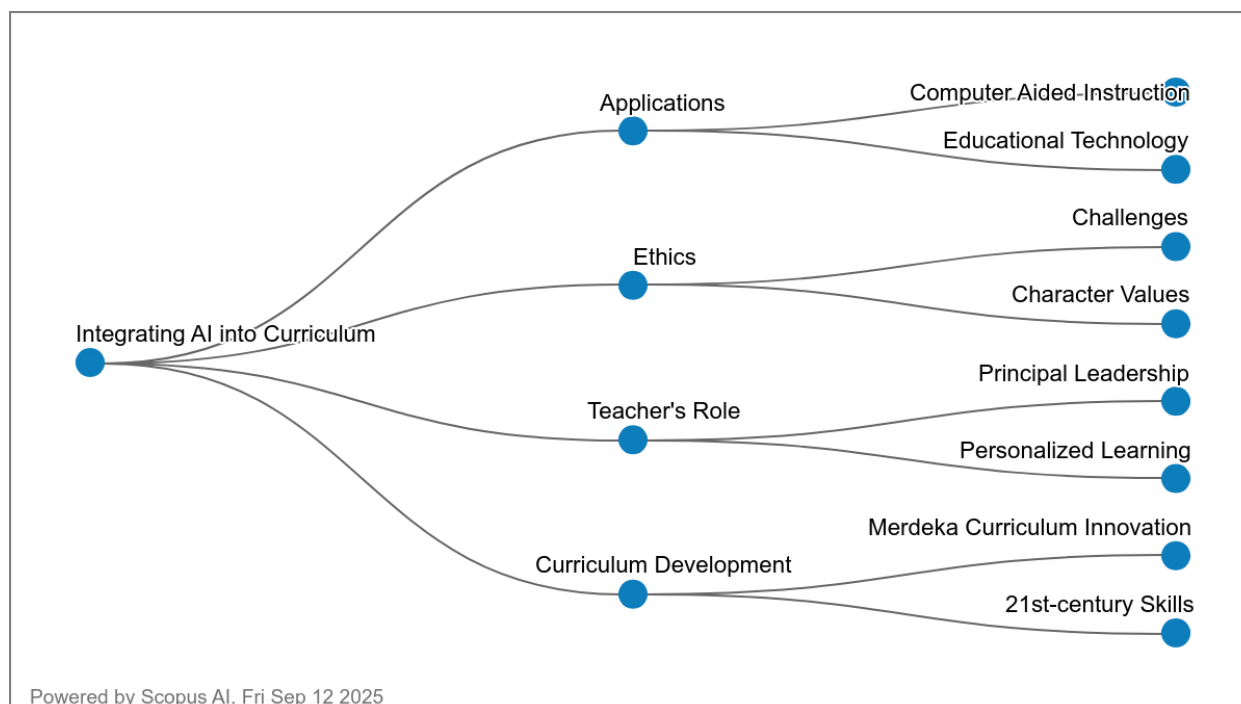 Computer Aided Instruction
Applications
Educational Technology
Challenges
Ethics
Character Values
Integrating AI into Curriculum
Principal Leadership
Teacher's Role
Personalized Learning
Merdeka Curriculum Innovation
Curriculum Development
21st-century Skills
Powered by Scopus AI, Fri Sep 12 2025